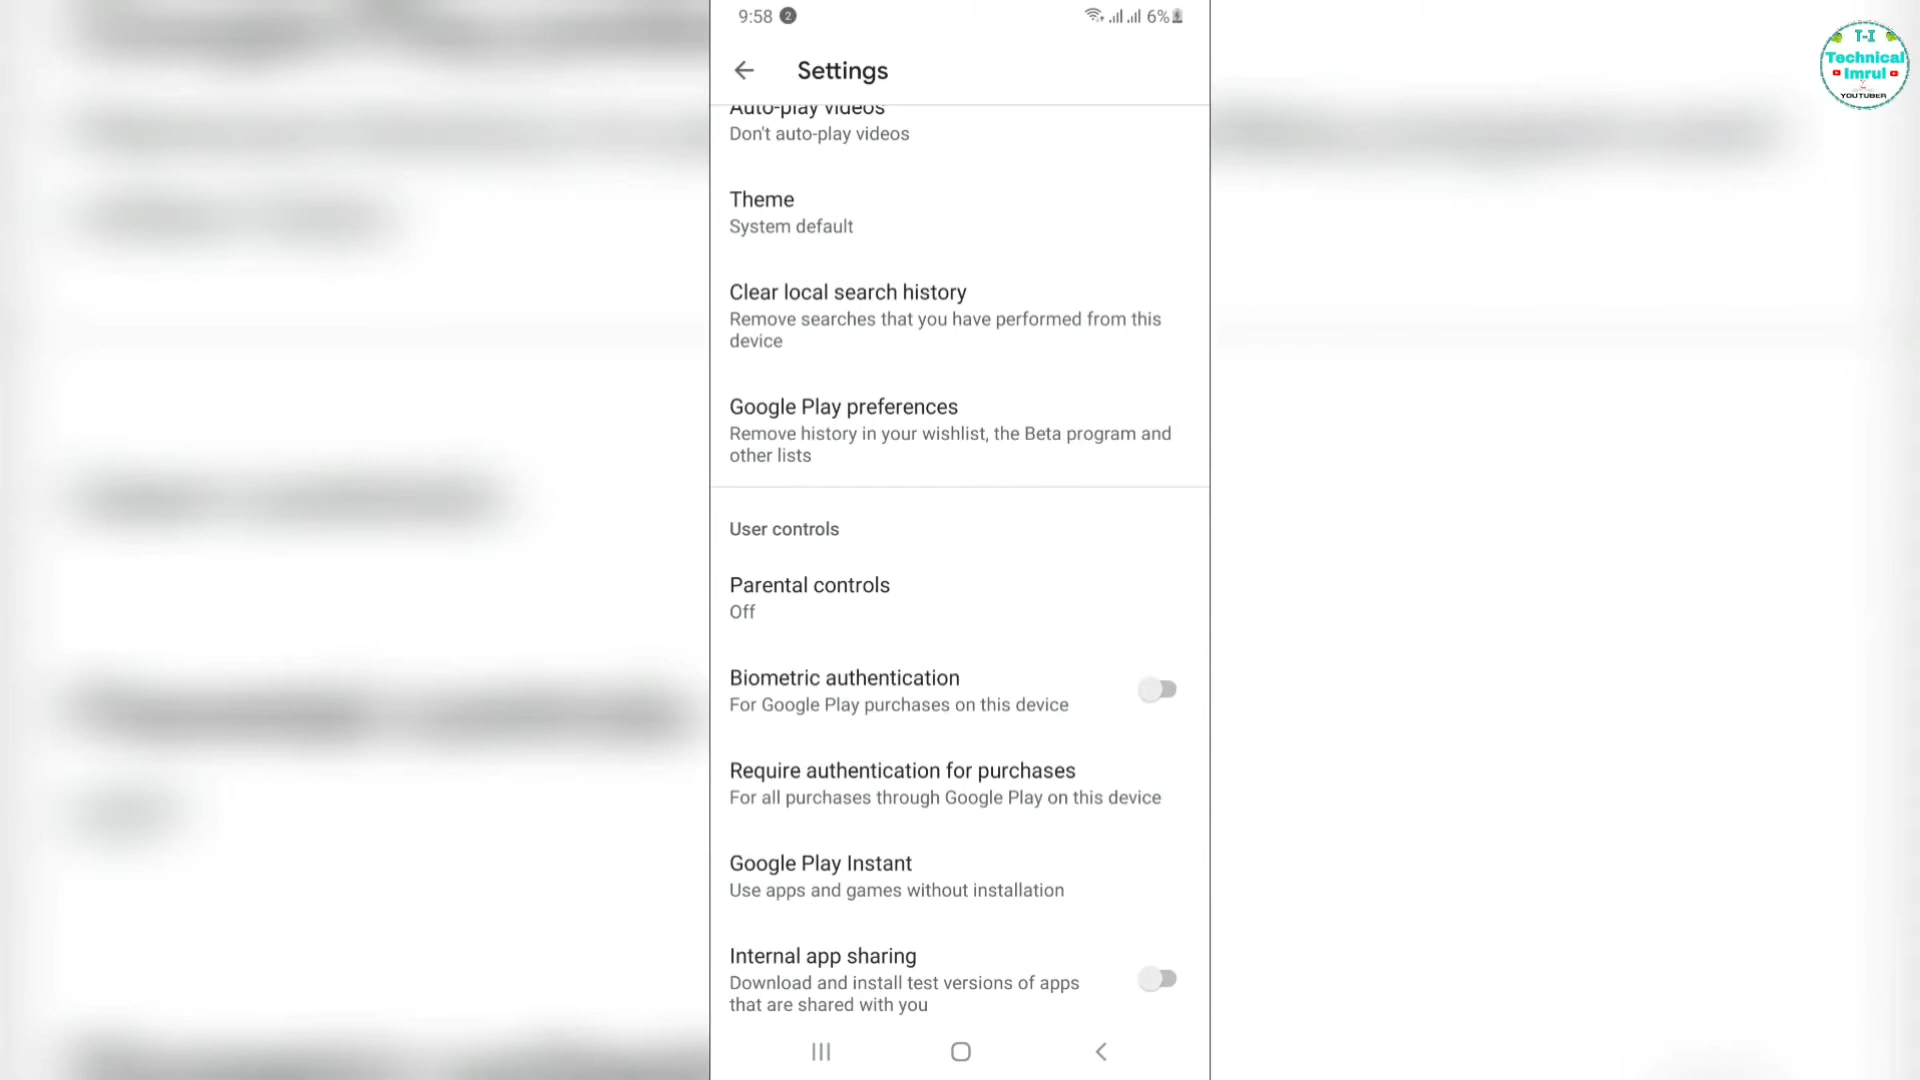 9:58 2
6%
T-I
Technical
Imrul
YOUTUBER
Settings
Auto-play videos
Don't auto-play videos
Theme
System default
Clear local search history
Remove searches that you have performed from this
device
Google Play preferences
Remove history in your wishlist, the Beta program and
other lists
User controls
Parental controls
Off
Biometric authentication
For Google Play purchases on this device
Require authentication for purchases
For all purchases through Google Play on this device
Google Play Instant
Use apps and games without installation
Internal app sharing
Download and install test versions of apps
that are shared with you